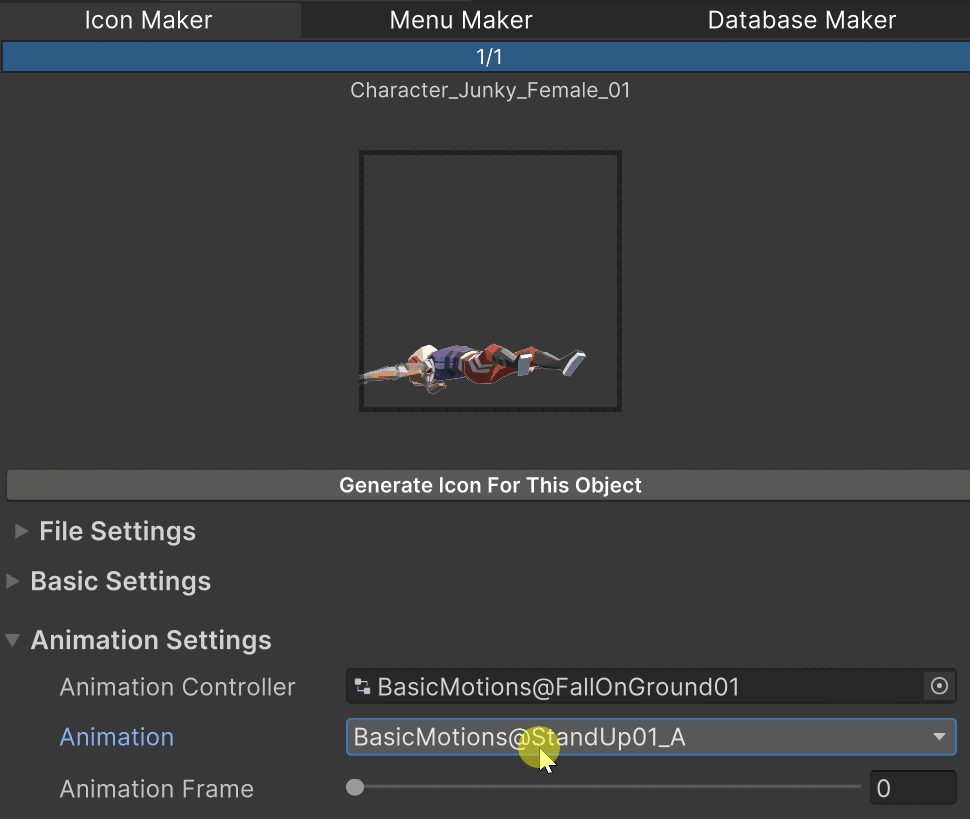 Icon Maker Menu Maker Database Maker
1/1
Character_Junky_Female_01
Generate Icon For This Object
File Settings
Basic Settings
Animation Settings
Animation Controller BasicMotions@FallOnGround01
Animation BasicMotions@StandUp01_A
Animation Frame 0